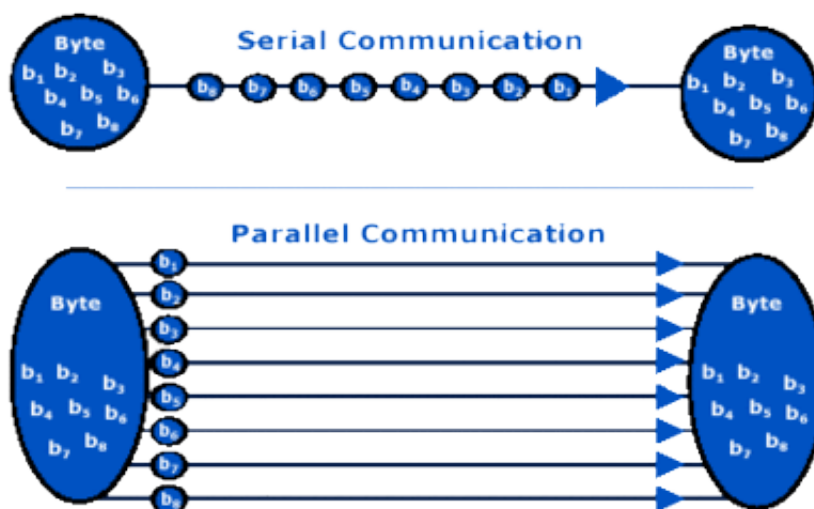 Serial Communication
Byte
b₁ b₂ b₃
b₄ b₅ b₆
b₇ b₈
b₈ b₇ b₆ b₅ b₄ b₃ b₂ b₁
Byte
b₁ b₂ b₃
b₄ b₅ b₆
b₇ b₈
Parallel Communication
Byte
b₁ b₂ b₃
b₄ b₅ b₆
b₇ b₈
b₁
b₂
b₃
b₄
b₅
b₆
b₇
b₈
Byte
b₁ b₂ b₃
b₄ b₅ b₆
b₇ b₈